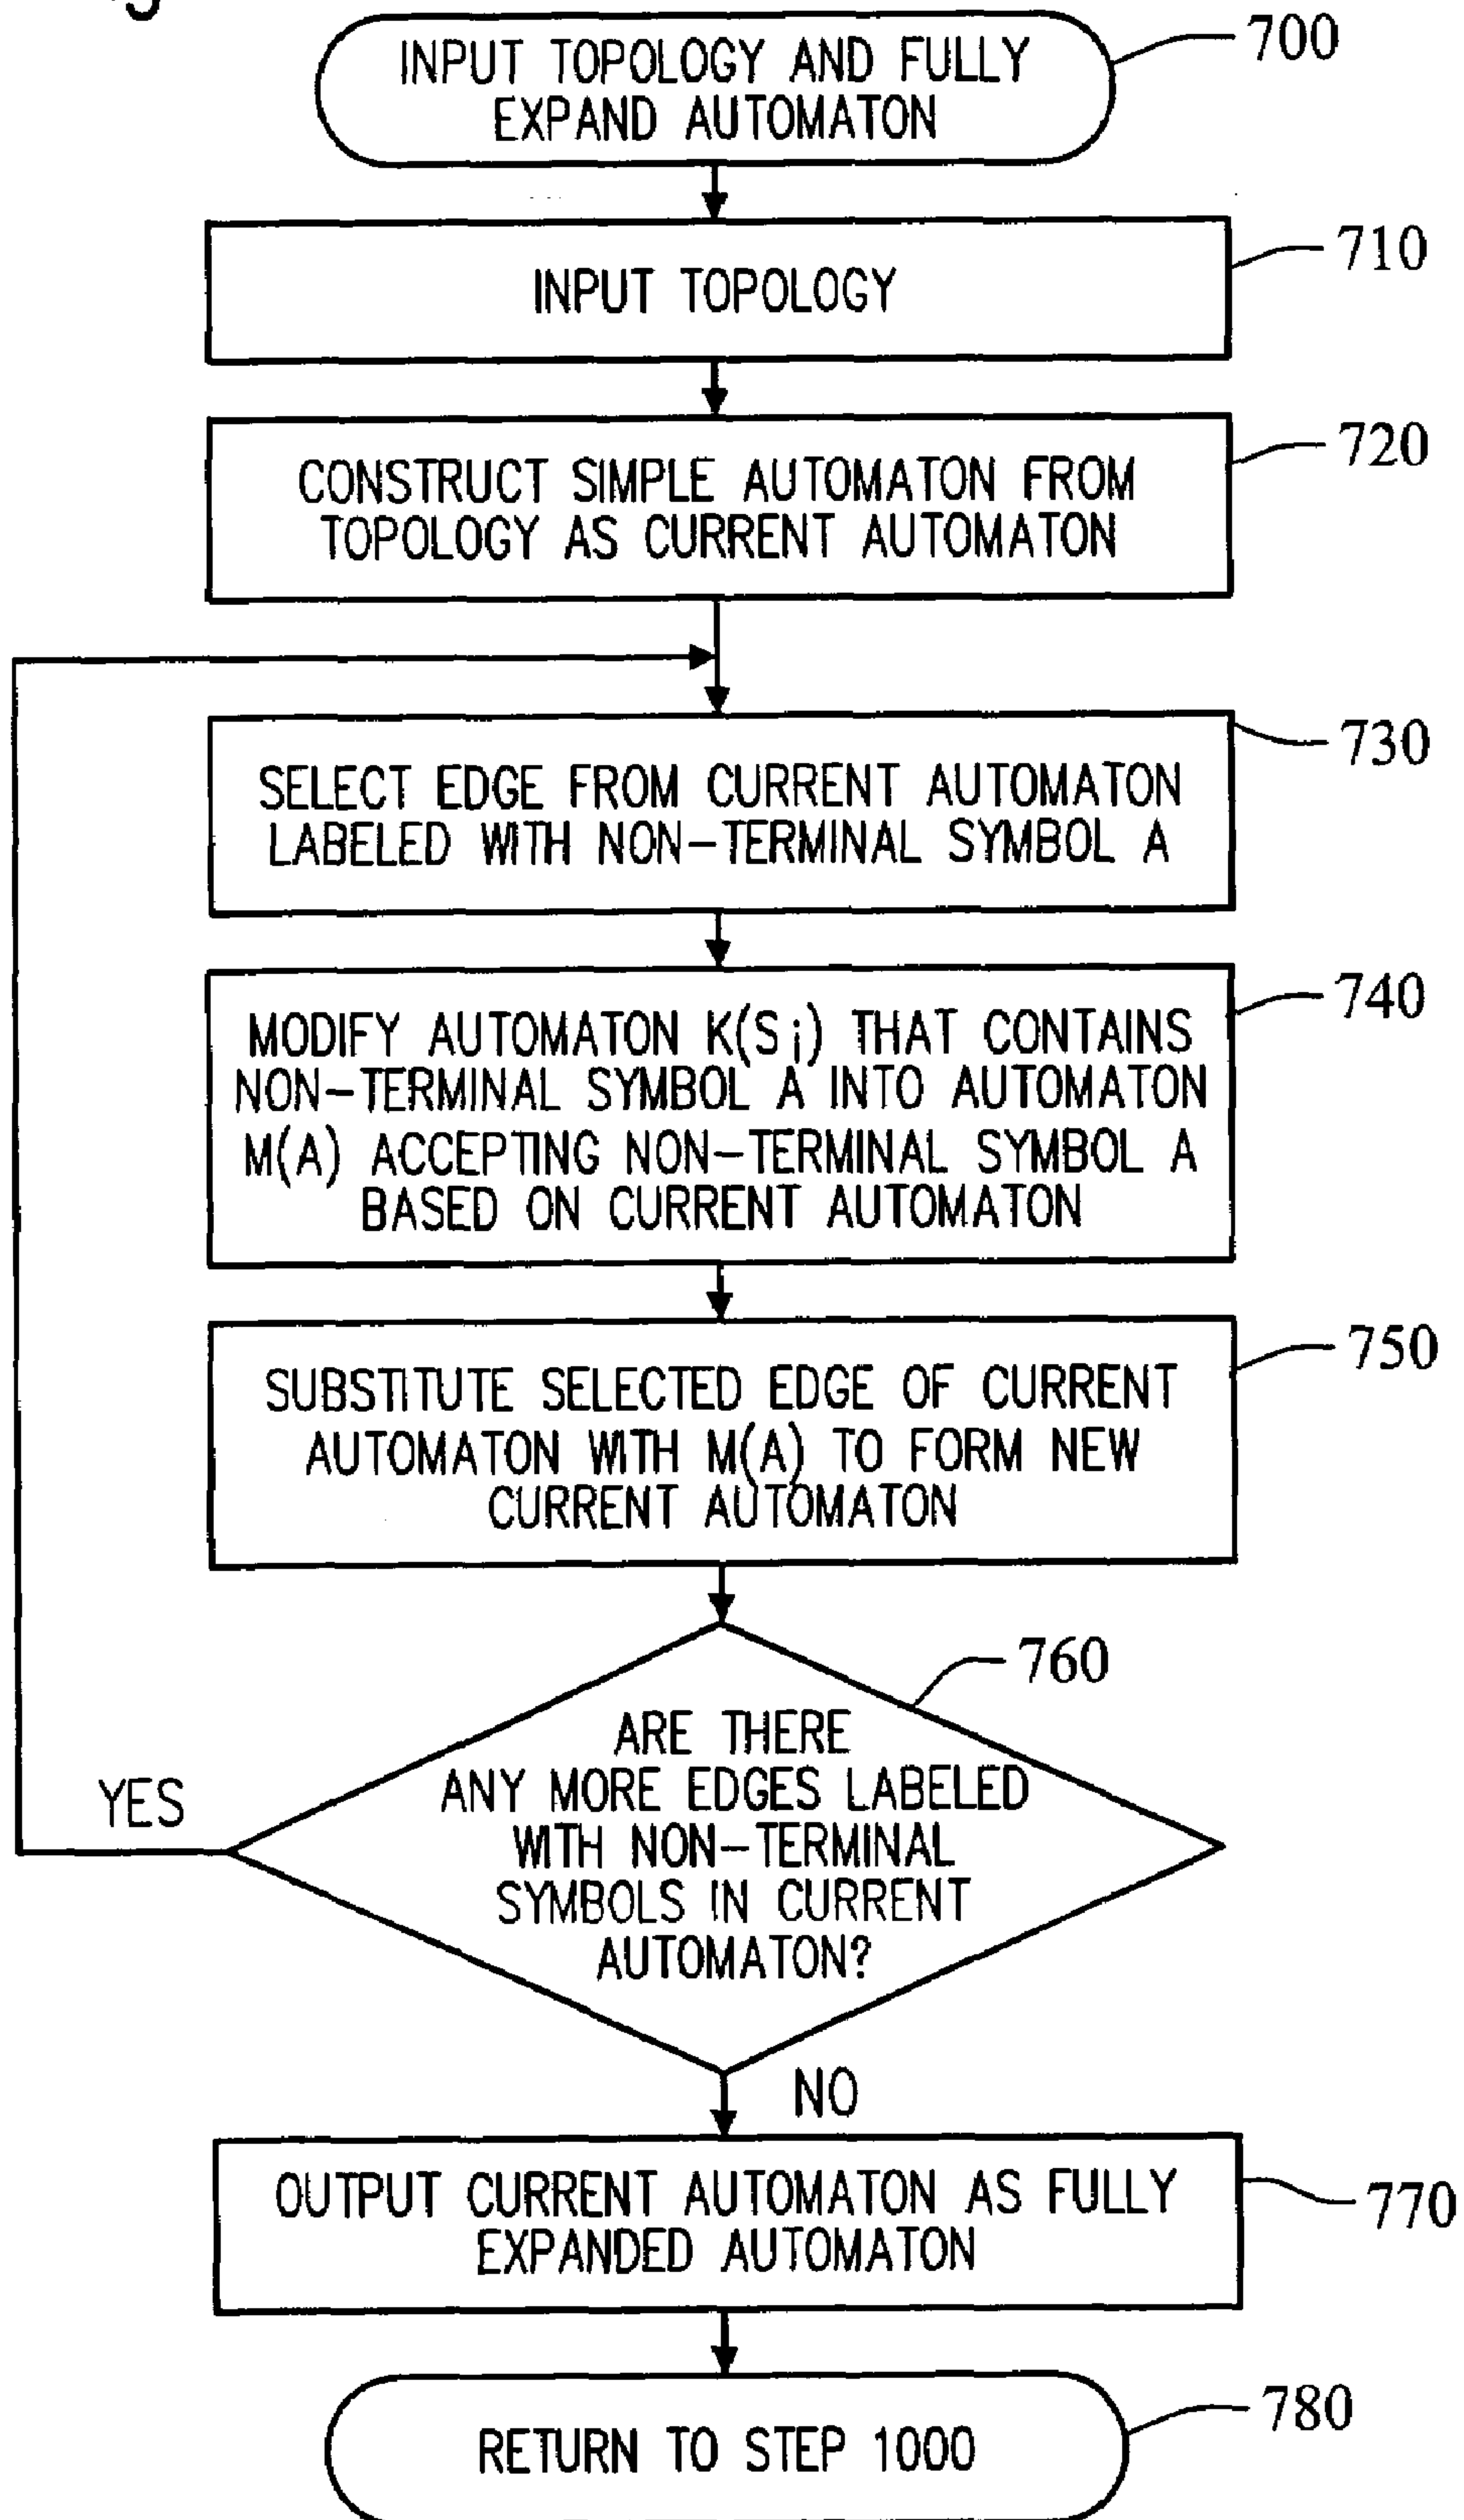 INPUT TOPOLOGY AND FULLY
EXPAND AUTOMATON
700
INPUT TOPOLOGY
710
CONSTRUCT SIMPLE AUTOMATON FROM
TOPOLOGY AS CURRENT AUTOMATON
720
SELECT EDGE FROM CURRENT AUTOMATON
LABELED WITH NON-TERMINAL SYMBOL A
730
MODIFY AUTOMATON K(Si) THAT CONTAINS
NON-TERMINAL SYMBOL A INTO AUTOMATON
M(A) ACCEPTING NON-TERMINAL SYMBOL A
BASED ON CURRENT AUTOMATON
740
SUBSTITUTE SELECTED EDGE OF CURRENT
AUTOMATON WITH M(A) TO FORM NEW
CURRENT AUTOMATON
750
760
ARE THERE
ANY MORE EDGES LABELED
WITH NON-TERMINAL
SYMBOLS IN CURRENT
AUTOMATON?
YES
NO
OUTPUT CURRENT AUTOMATON AS FULLY
EXPANDED AUTOMATON
770
RETURN TO STEP 1000
780